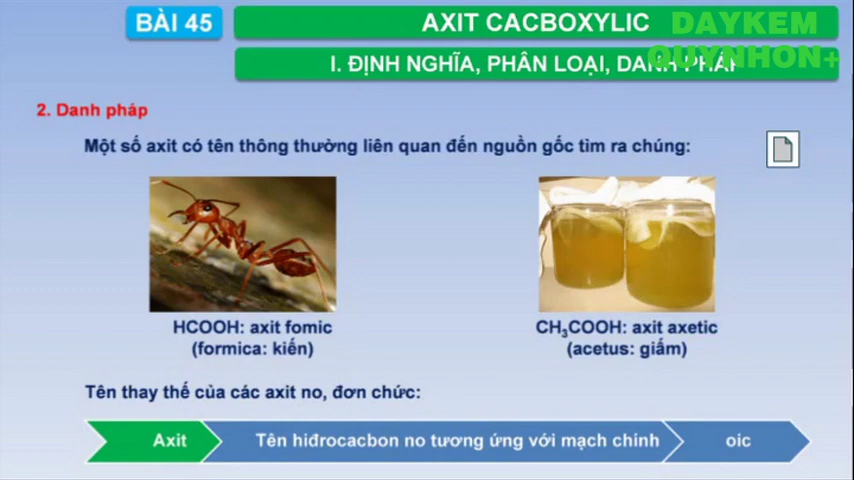 BÀI 45
AXIT CACBOXYLIC
DAYKEM
QUYNHON+
I. ĐỊNH NGHĨA, PHÂN LOẠI, DANH PHÁP
2. Danh pháp
Một số axit có tên thông thường liên quan đến nguồn gốc tìm ra chúng:
HCOOH: axit fomic
(formica: kiến)
CH₃COOH: axit axetic
(acetus: giấm)
Tên thay thế của các axit no, đơn chức:
Axit
Tên hiđrocacbon no tương ứng với mạch chính
oic